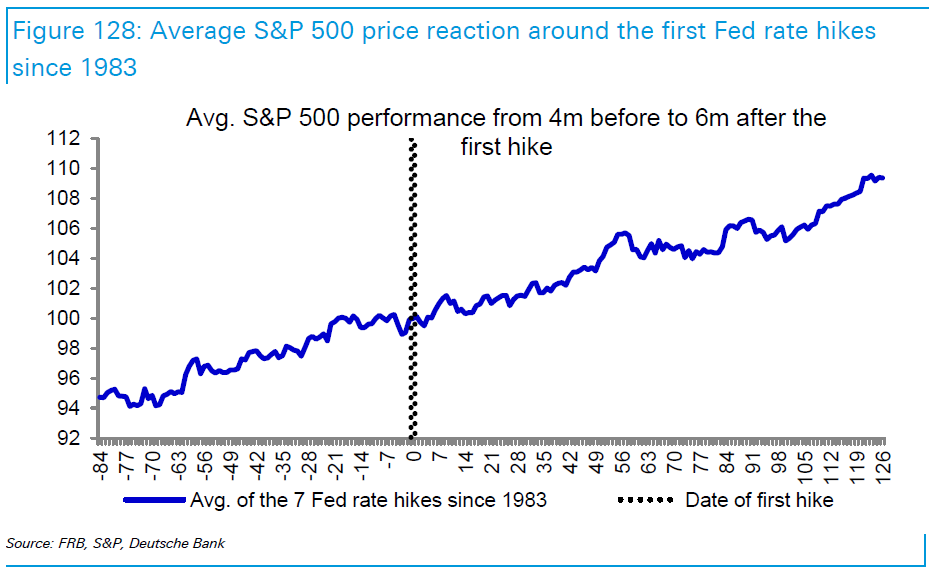 Figure 128: Average S&P 500 price reaction around the first Fed rate hikes
since 1983
Avg. S&P 500 performance from 4m before to 6m after the
first hike
112
110
108
106
104
102
100
98
96
94
92
-84 -77 -70 -63 -56 -49 -42 -35 -28 -21 -14 -7 0 7 14 21 28 35 42 49 56 63 70 77 84 91 98 105 112 119 126
Avg. of the 7 Fed rate hikes since 1983 Date of first hike
Source: FRB, S&P, Deutsche Bank